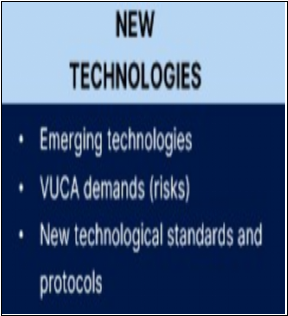 NEW
TECHNOLOGIES
• Emerging technologies
• VUCA demands (risks)
• New technological standards and
protocols